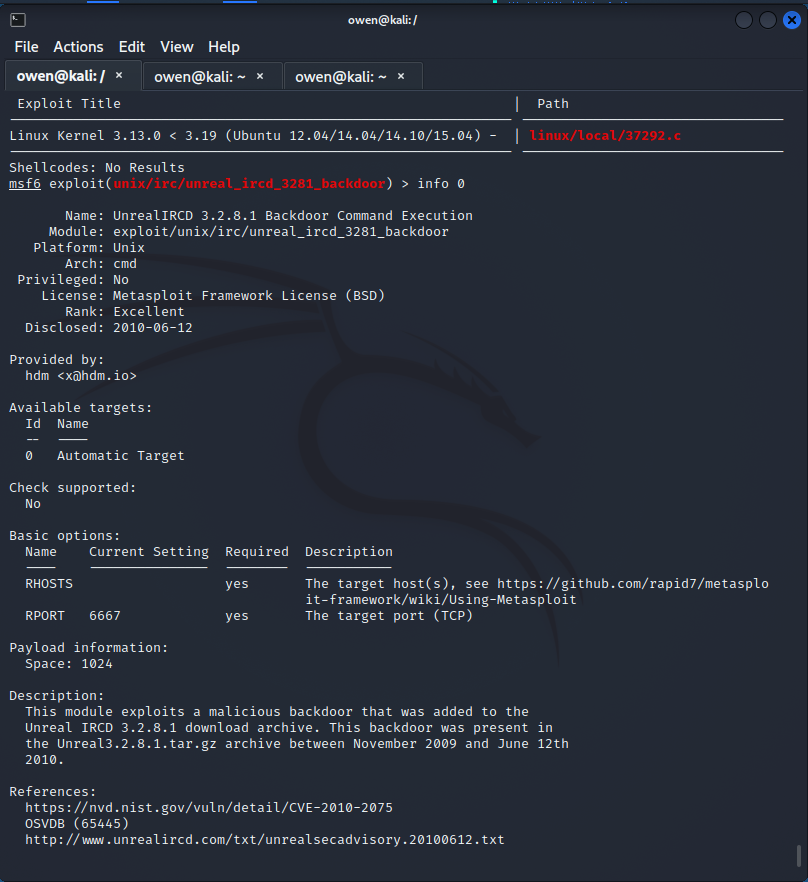 owen@kali: /
File Actions Edit View Help
owen@kali: / × owen@kali: ~ × owen@kali: ~ ×
Exploit Title | Path
Linux Kernel 3.13.0 < 3.19 (Ubuntu 12.04/14.04/14.10/15.04) - | linux/local/37292.c
Shellcodes: No Results
msf6 exploit(unix/irc/unreal_ircd_3281_backdoor) > info 0
Name: UnrealIRCD 3.2.8.1 Backdoor Command Execution
Module: exploit/unix/irc/unreal_ircd_3281_backdoor
Platform: Unix
Arch: cmd
Privileged: No
License: Metasploit Framework License (BSD)
Rank: Excellent
Disclosed: 2010-06-12
Provided by:
hdm <x@hdm.io>
Available targets:
Id Name
-- ----
0 Automatic Target
Check supported:
No
Basic options:
Name Current Setting Required Description
---- --------------- -------- -----------
RHOSTS yes The target host(s), see https://github.com/rapid7/metasplo
it-framework/wiki/Using-Metasploit
RPORT 6667 yes The target port (TCP)
Payload information:
Space: 1024
Description:
This module exploits a malicious backdoor that was added to the
Unreal IRCD 3.2.8.1 download archive. This backdoor was present in
the Unreal3.2.8.1.tar.gz archive between November 2009 and June 12th
2010.
References:
https://nvd.nist.gov/vuln/detail/CVE-2010-2075
OSVDB (65445)
http://www.unrealircd.com/txt/unrealsecadvisory.20100612.txt